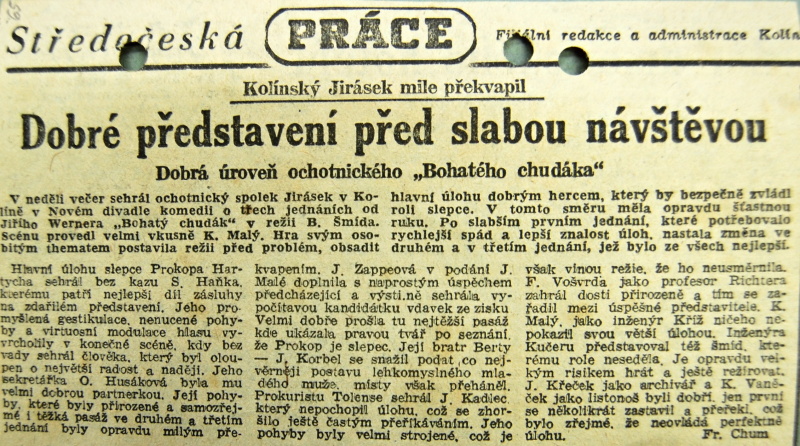 Středočeská PRÁCE Filiální redakce a administrace Kolín
Kolínský Jirásek mile překvapil
Dobré představení před slabou návštěvou
Dobrá úroveň ochotnického „Bohatého chudáka“
V neděli večer sehrál ochotnický spolek Jirásek v Ko-
líně v Novém divadle komedii o třech jednáních od
Jiřího Wernera „Bohatý chudák“ v režii B. Šmída.
Scénu provedl velmi vkusně K. Malý. Hra svým oso-
bitým thematem postavila režii před problém, obsadit
hlavní úlohu dobrým hercem, který by bezpečně zvládl
roli slepce. V tomto směru měla opravdu šťastnou
ruku. Po slabším prvním jednání, které potřebovalo
rychlejší spád a lepší znalost úloh, nastala změna ve
druhém a v třetím jednání, jež bylo ze všech nejlepší.
Hlavní úlohu slepce Prokopa Har-
tycha sehrál bez kazu S. Haňka,
kterému patří nejlepší díl zásluhy
na zdařilém představení. Jeho pro-
myšlená gestikulace, nenucené pohy-
by a virtuosní modulace hlasu vy-
vrcholily v konečné scéně, kdy bez
vady sehrál člověka, který byl olou-
pen o největší radost a naději. Jeho
sekretářka O. Husáková byla mu
velmi dobrou partnerkou. Její pohy-
by, které byly přirozené a samozřej-
mé i těžká pasáž ve druhém a třetím
jednání byly opravdu milým pře-
kvapením. J. Zappeová v podání J.
Malé doplnila s naprostým úspěchem
předcházející a výstižně sehrála vy-
počítavou kandidátku vdavek ze zisku
Velmi dobře prošla tu nejtěžší pasáž
kde ukázala pravou tvář po seznání,
že Prokop je slepec. Její bratr Berty
— J. Korbel se snažil podat co nej-
věrněji postavu lehkomyslného mla-
dého muže, místy však přeháněl.
Prokuristu Tolense sehrál J. Kadlec
který nepochopil úlohu, což se zhor-
šilo ještě častým přeříkáváním. Jeho
pohyby byly velmi strojené, což je
však vinou režie, že ho neusměrnila.
F. Vošvrda jako profesor Richters
zahrál dosti přirozeně a tím se za-
řadil mezi úspěšné představitele. K.
Malý, jako inženýr Kříž ničeho ne-
pokazil svou větší úlohou. Inženýra
Kučeru představoval též šmíd, kte-
rému role neseděla. Je opravdu vel-
kým risikem hrát a ještě režírovat.
J. Křeček jako archivář a K. Vaně-
ček jako listonoš byli dobří, jen první
se několikrát zastavil a přeřekl, což
bylo zřejmé, že neovládá perfektně
úlohu. Fr. Chum.